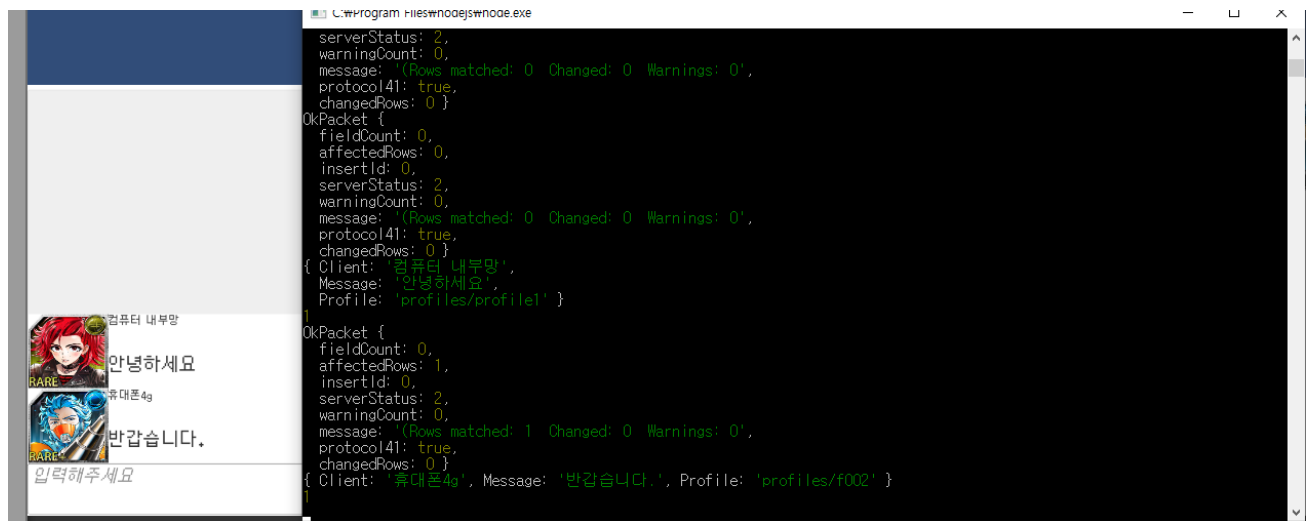 C:₩Program Files₩nodejs₩node.exe
serverStatus: 2,
warningCount: 0,
message: '(Rows matched: 0  Changed: 0  Warnings: 0',
protocol41: true,
changedRows: 0 }
OkPacket {
fieldCount: 0,
affectedRows: 0,
insertId: 0,
serverStatus: 2,
warningCount: 0,
message: '(Rows matched: 0  Changed: 0  Warnings: 0',
protocol41: true,
changedRows: 0 }
{ Client: '컴퓨터 내부망',
Message: '안녕하세요',
Profile: 'profiles/profile1' }
1
OkPacket {
fieldCount: 0,
affectedRows: 1,
insertId: 0,
serverStatus: 2,
warningCount: 0,
message: '(Rows matched: 1  Changed: 0  Warnings: 0',
protocol41: true,
changedRows: 0 }
{ Client: '휴대폰4g', Message: '반갑습니다.', Profile: 'profiles/f002' }
1
컴퓨터 내부망
안녕하세요
RARE
휴대폰4g
반갑습니다.
RARE
입력해주세요